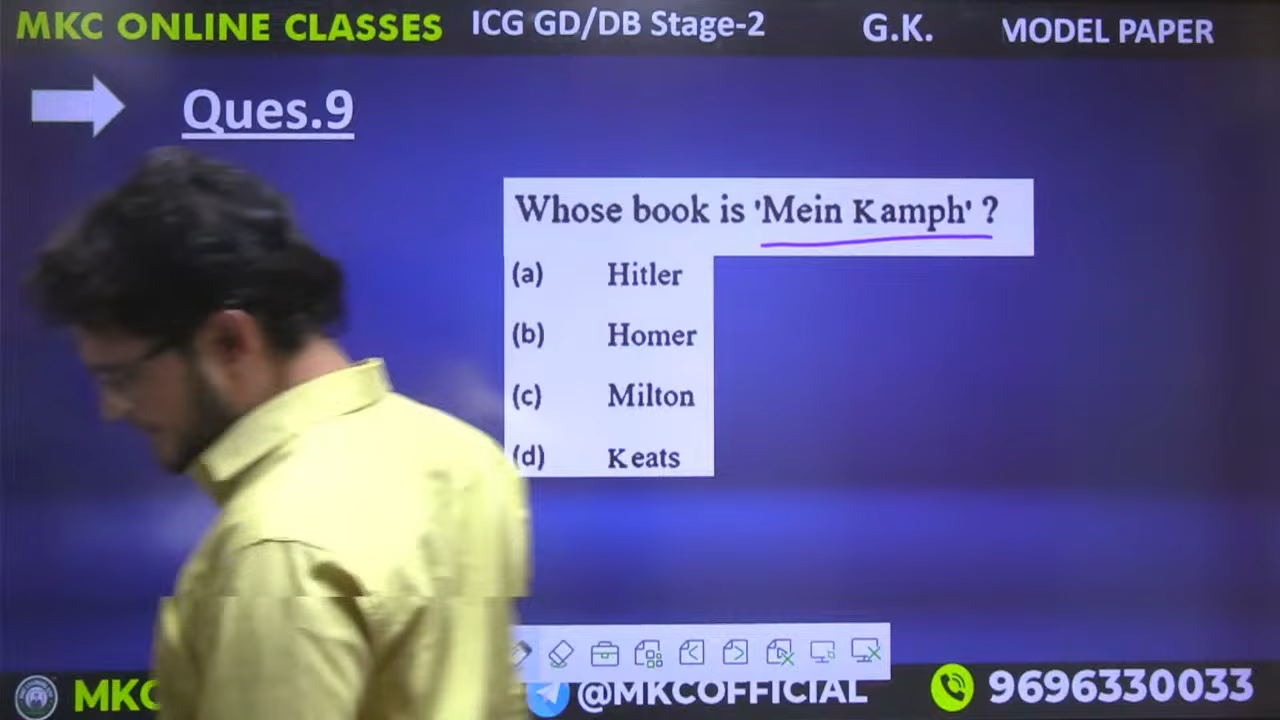 MKC ONLINE CLASSES ICG GD/DB Stage-2 G.K. MODEL PAPER
Ques.9
Whose book is 'Mein Kamph' ?
(a) Hitler
(b) Homer
(c) Milton
(d) Keats
MKC @MKCOFFICIAL 9696330033